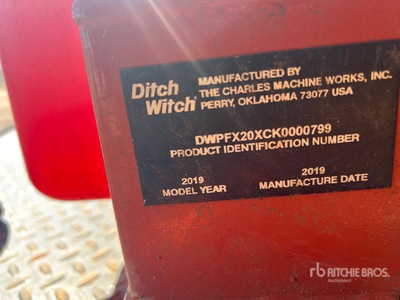 Ditch Witch
MANUFACTURED BY
THE CHARLES MACHINE WORKS, INC.
PERRY, OKLAHOMA 73077 USA
DWPFX20XCK0000799
PRODUCT IDENTIFICATION NUMBER
2019
MODEL YEAR
2019
MANUFACTURE DATE
rb RITCHIE BROS.
Auctioneers